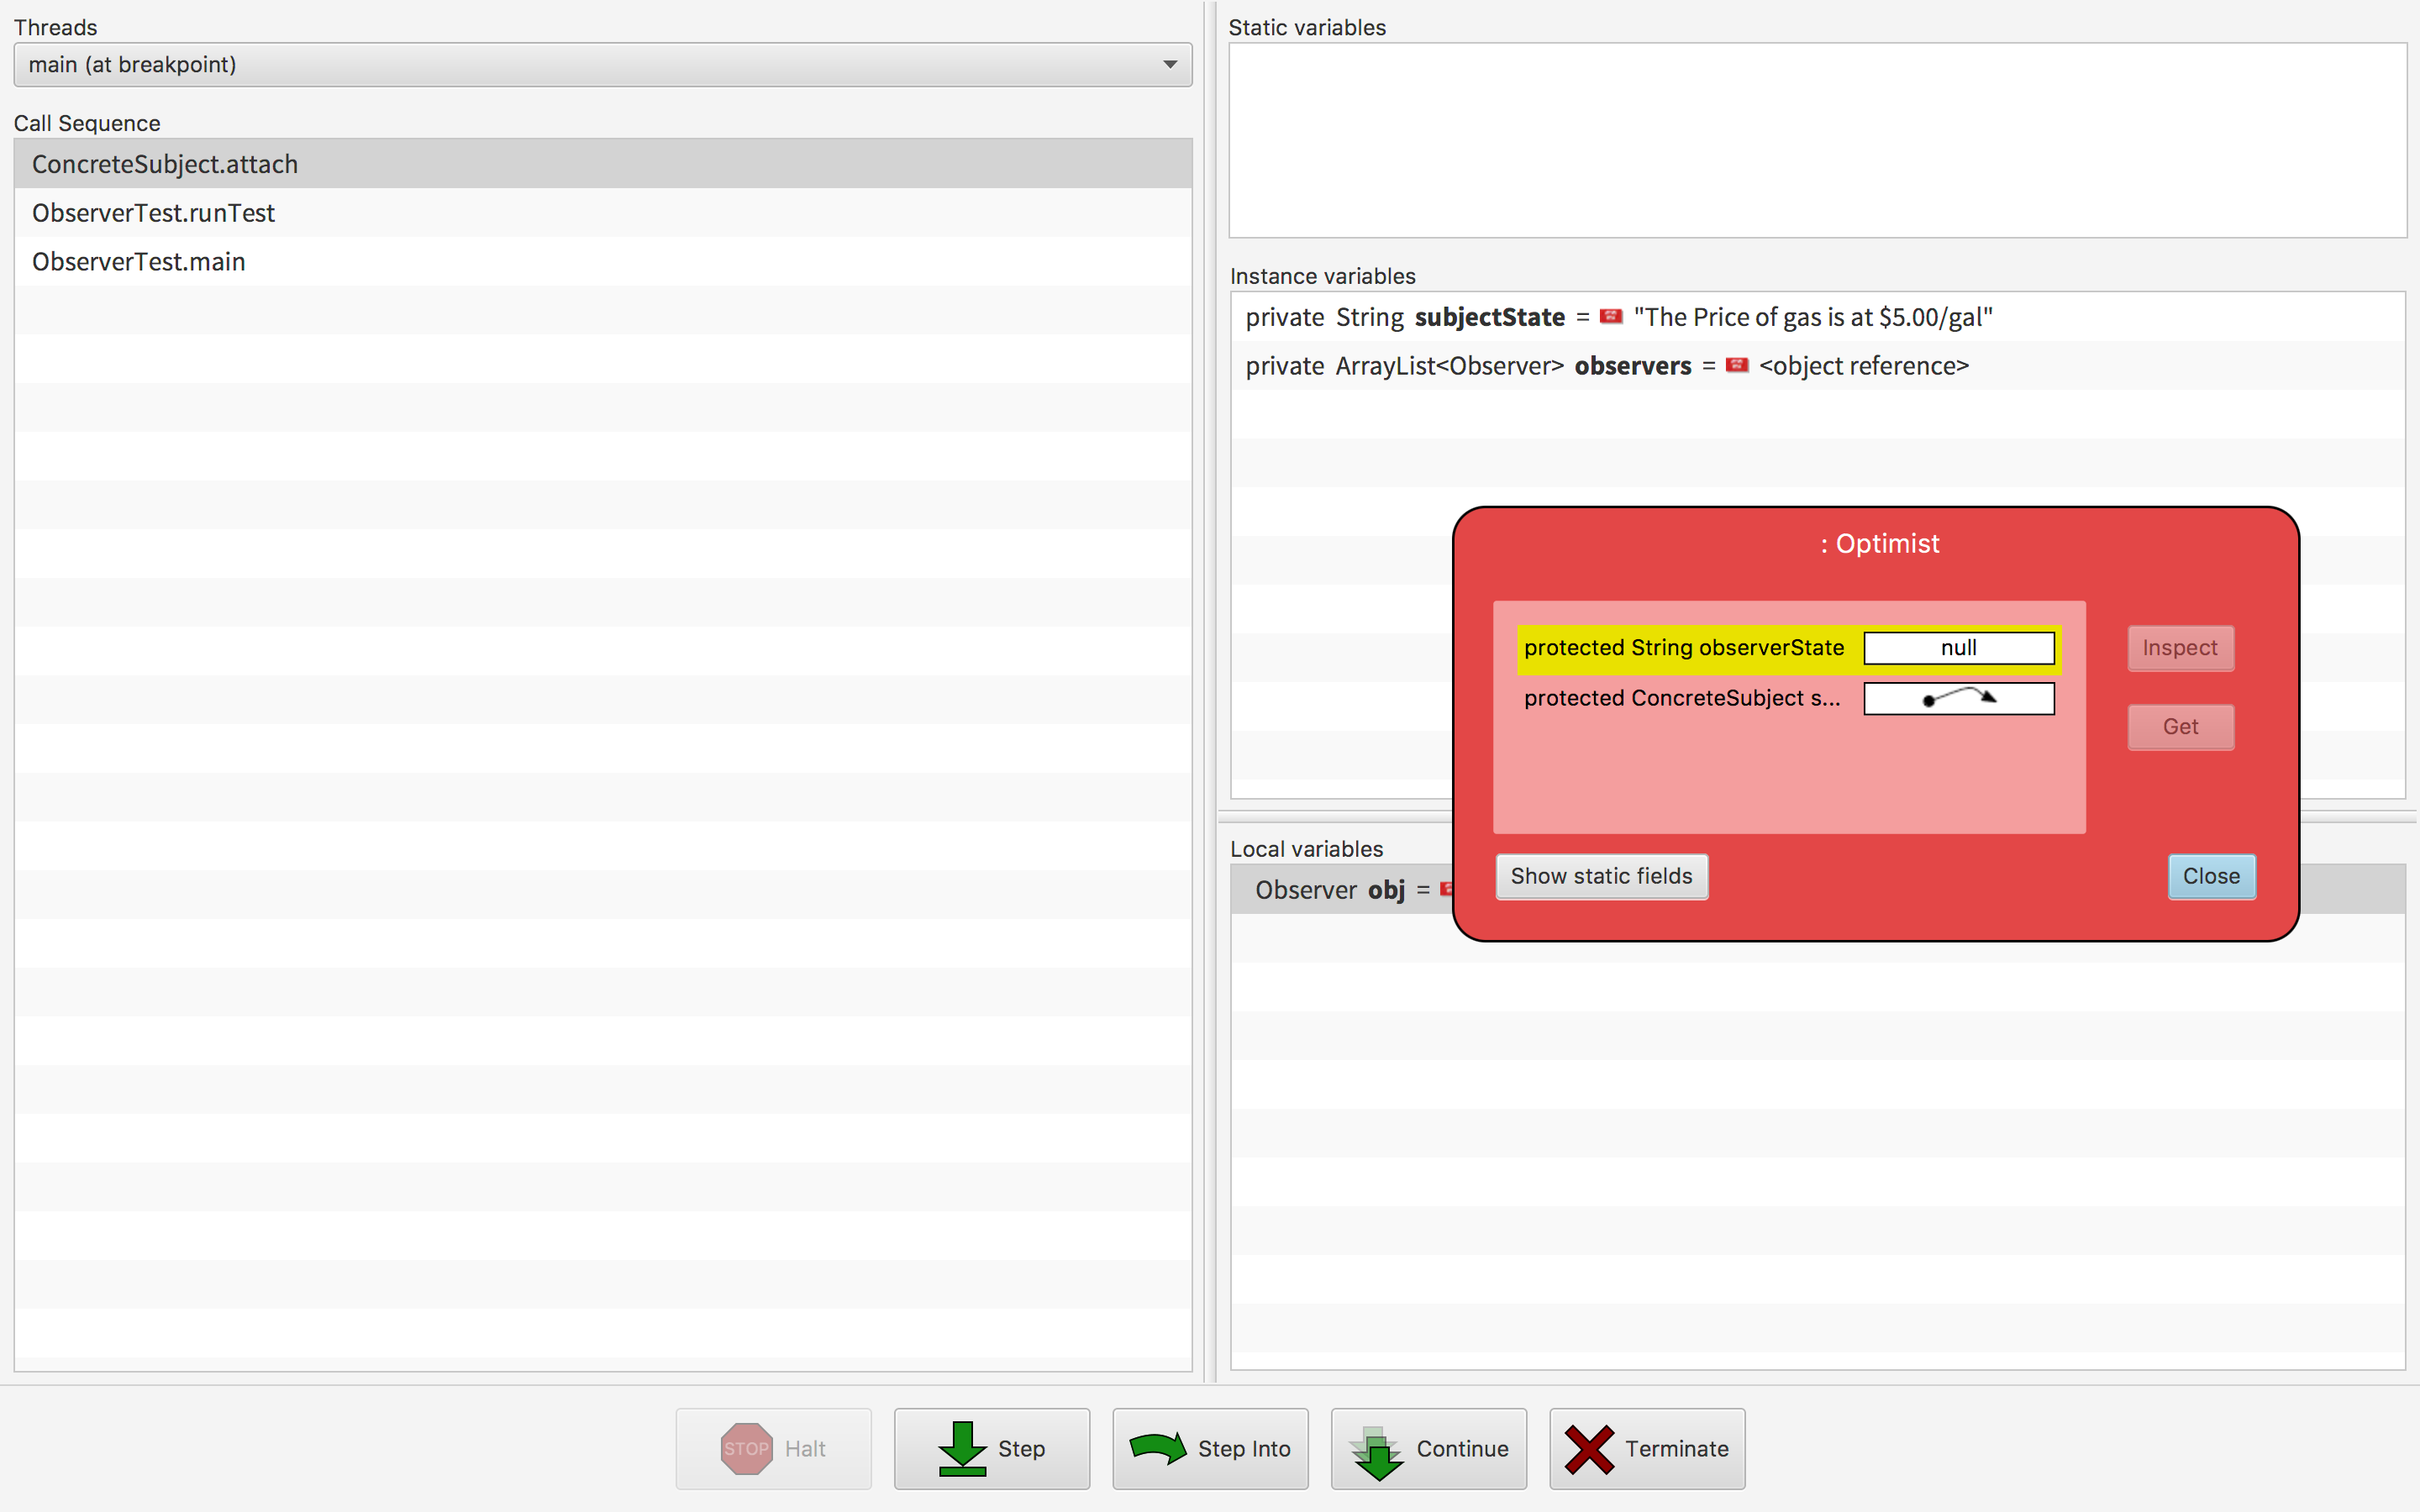 Threads
main (at breakpoint)
Call Sequence
ConcreteSubject.attach
ObserverTest.runTest
ObserverTest.main
Static variables
Instance variables
private String subjectState = "The Price of gas is at $5.00/gal"
private ArrayList<Observer> observers = <object reference>
: Optimist
protected String observerState null
protected ConcreteSubject s...
Inspect
Get
Show static fields
Close
Local variables
Observer obj =
STOP Halt
Step
Step Into
Continue
Terminate